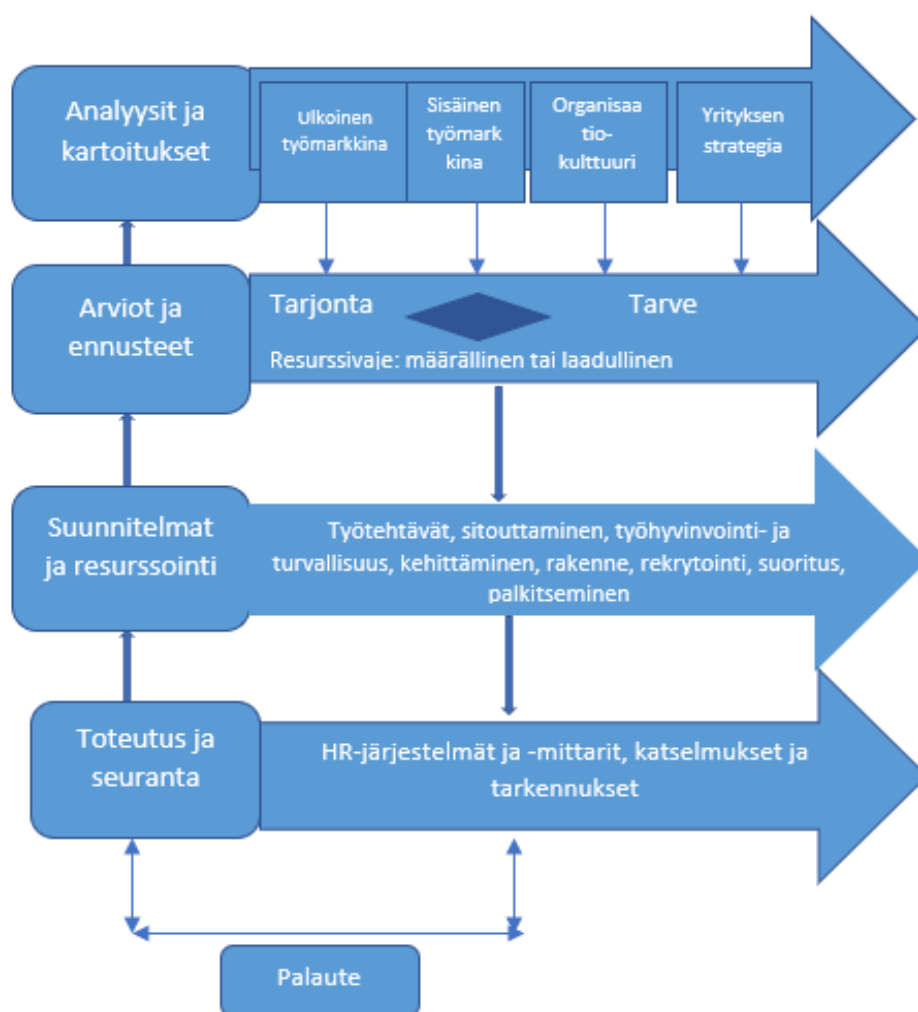 Analyysit ja
kartoitukset
Ulkoinen
työmarkkina
Sisäinen
työmark
kina
Organisaa
tio-
kulttuuri
Yrityksen
strategia
Arviot ja
ennusteet
Tarjonta
Tarve
Resurssivaje: määrällinen tai laadullinen
Suunnitelmat
ja resurssointi
Työtehtävät, sitouttaminen, työhyvinvointi- ja
turvallisuus, kehittäminen, rakenne, rekrytointi, suoritus,
palkitseminen
Toteutus ja
seuranta
HR-järjestelmät ja -mittarit, katselmukset ja
tarkennukset
Palaute